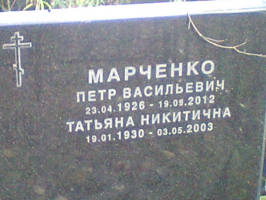 МАРЧЕНКО
ПЕТР ВАСИЛЬЕВИЧ
23.04.1926 - 19.09.2012
ТАТЬЯНА НИКИТИЧНА
19.01.1930 - 03.05.2003